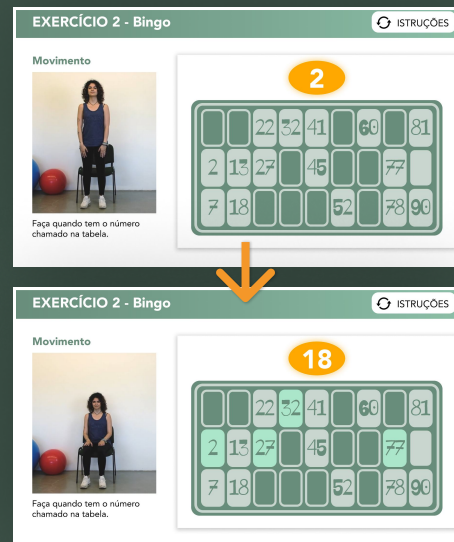 EXERCÍCIO 2 - Bingo
ISTRUÇÕES
Movimento
2
22 32 41 60 81
2 13 27 45 77
7 18 52 78 90
Faça quando tem o número
chamado na tabela.
EXERCÍCIO 2 - Bingo
ISTRUÇÕES
Movimento
18
22 32 41 60 81
2 13 27 45 77
7 18 52 78 90
Faça quando tem o número
chamado na tabela.